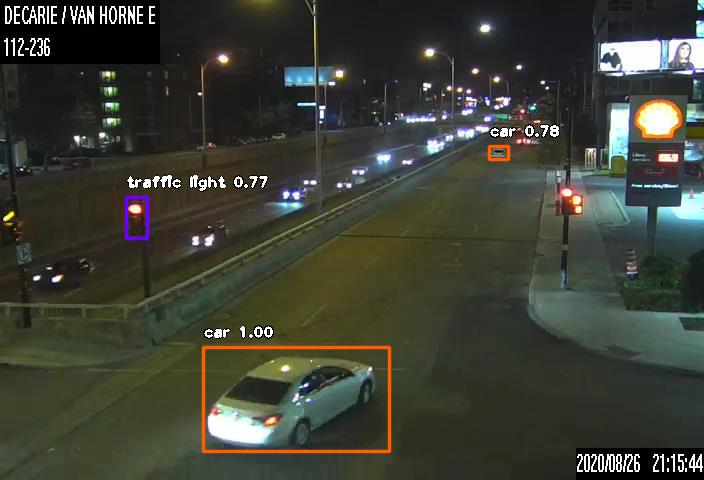 DECARIE / VAN HORNE E
112-236
car 0.78
traffic light 0.77
car 1.00
2020/08/26 21:15:44